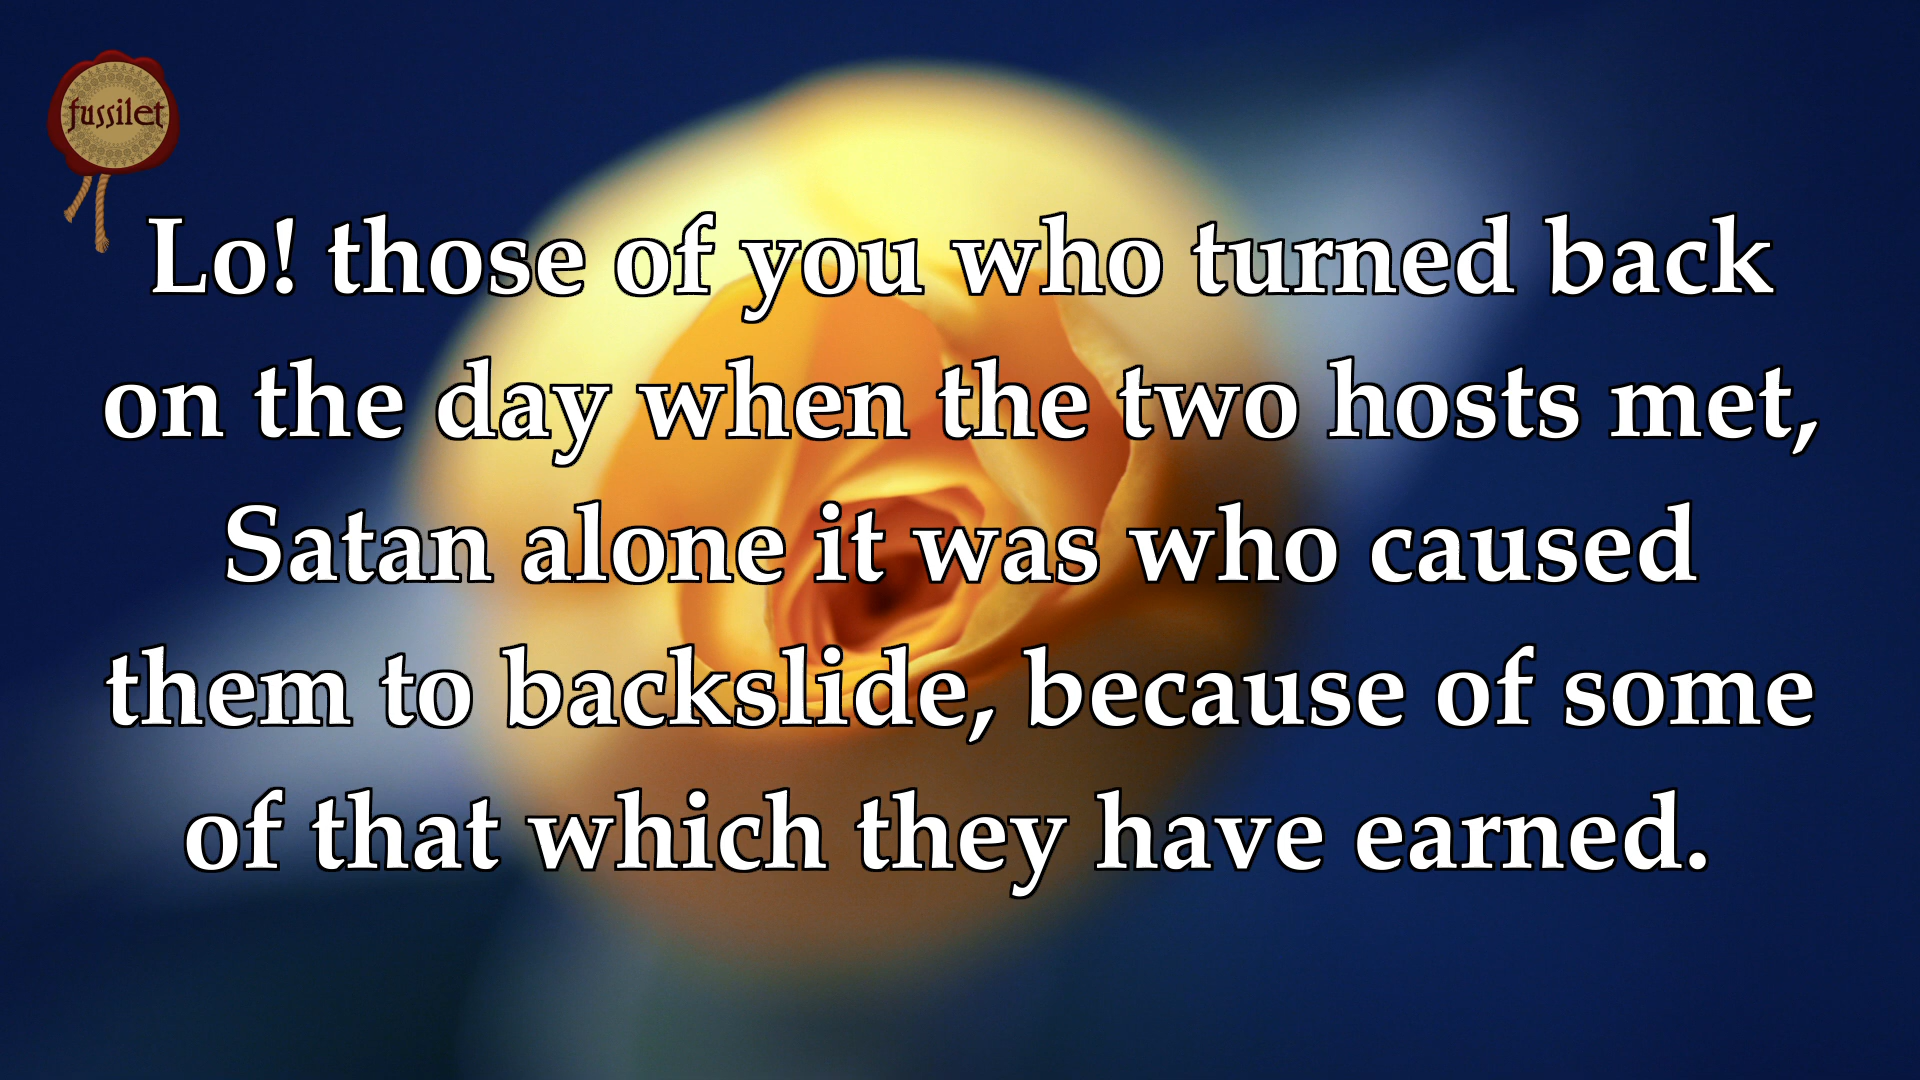 fussilet
Lo! those of you who turned back
on the day when the two hosts met,
Satan alone it was who caused
them to backslide, because of some
of that which they have earned.